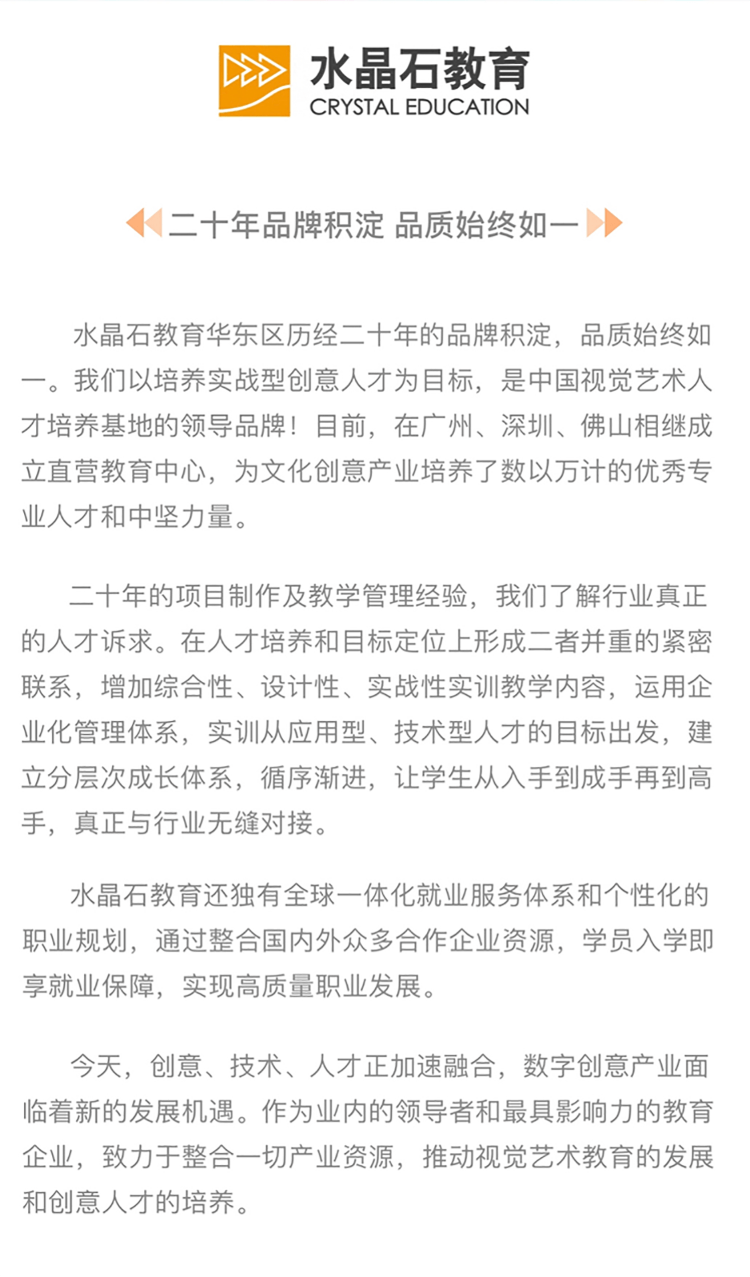 水晶石教育
CRYSTAL EDUCATION
二十年品牌积淀 品质始终如一
水晶石教育华东区历经二十年的品牌积淀，品质始终如
一。我们以培养实战型创意人才为目标，是中国视觉艺术人
才培养基地的领导品牌！目前，在广州、深圳、佛山相继成
立直营教育中心，为文化创意产业培养了数以万计的优秀专
业人才和中坚力量。
二十年的项目制作及教学管理经验，我们了解行业真正
的人才诉求。在人才培养和目标定位上形成二者并重的紧密
联系，增加综合性、设计性、实战性实训教学内容，运用企
业化管理体系，实训从应用型、技术型人才的目标出发，建
立分层次成长体系，循序渐进，让学生从入手到成手再到高
手，真正与行业无缝对接。
水晶石教育还独有全球一体化就业服务体系和个性化的
职业规划，通过整合国内外众多合作企业资源，学员入学即
享就业保障，实现高质量职业发展。
今天，创意、技术、人才正加速融合，数字创意产业面
临着新的发展机遇。作为业内的领导者和最具影响力的教育
企业，致力于整合一切产业资源，推动视觉艺术教育的发展
和创意人才的培养。